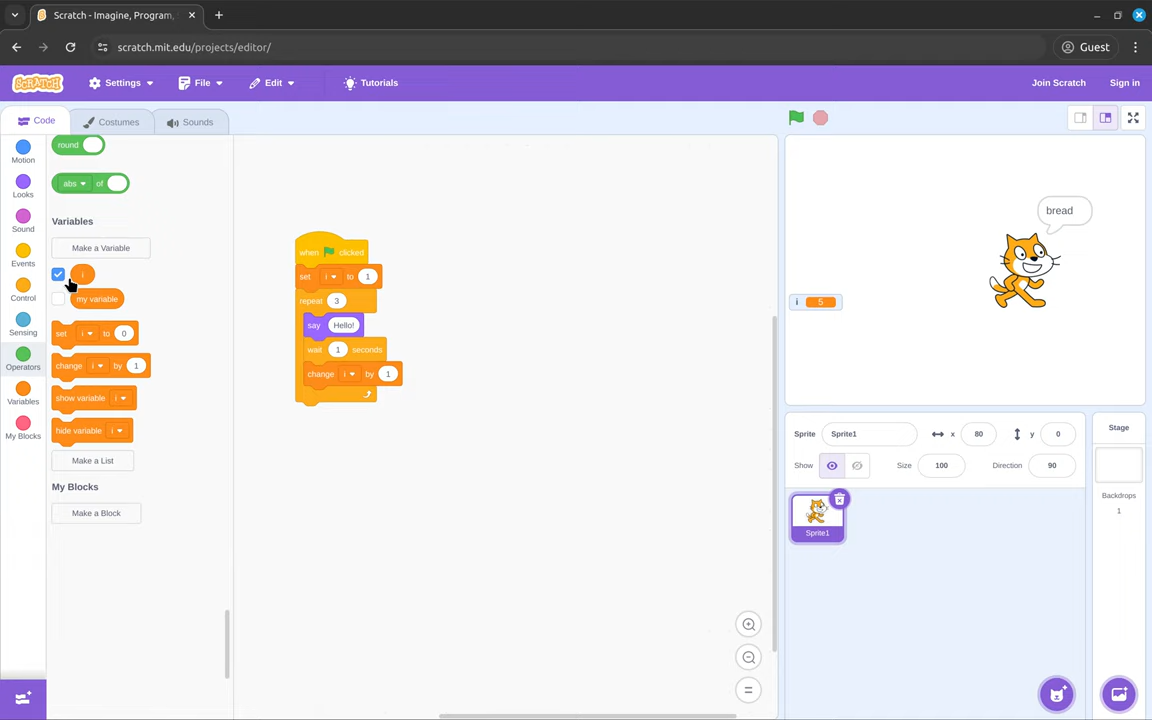 Scratch - Imagine, Program,
scratch.mit.edu/projects/editor/
Guest
SCRATCH
Settings
File
Edit
Tutorials
Join Scratch
Sign in
Code
Costumes
Sounds
Motion
Looks
Sound
Events
Control
Sensing
Operators
Variables
My Blocks
round
abs of
Variables
Make a Variable
i
my variable
set i to 0
change i by 1
show variable i
hide variable i
Make a List
My Blocks
Make a Block
when clicked
set i to 1
repeat 3
say Hello!
wait 1 seconds
change i by 1
bread
i 5
Sprite Sprite1 x 80 y 0
Show Size 100 Direction 90
Sprite1
Stage
Backdrops
1